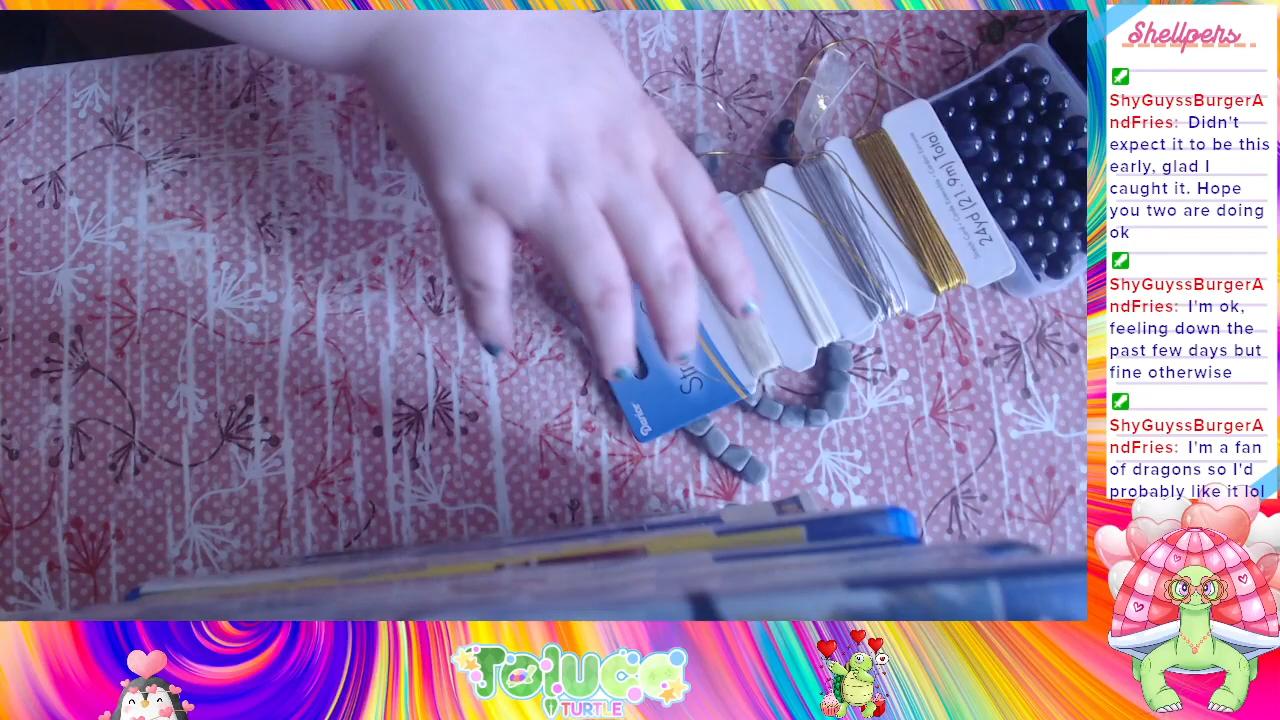 Shellpers
ShyGuyssBurgerA
ndFries: Didn't
expect it to be this
early, glad I
caught it. Hope
you two are doing
ok
ShyGuyssBurgerA
ndFries: I'm ok,
feeling down the
past few days but
fine otherwise
ShyGuyssBurgerA
ndFries: I'm a fan
of dragons so I'd
probably like it lol
24yd (21.9m) Total
Str
Darice
Toluca
TURTLE